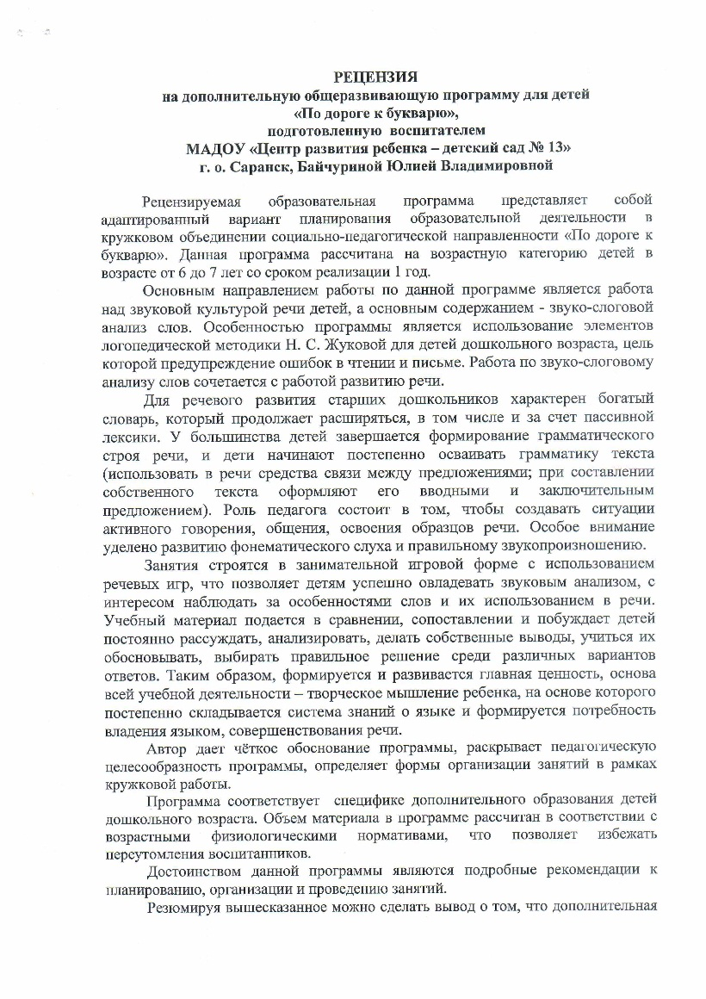 РЕЦЕНЗИЯ
на дополнительную общеразвивающую программу для детей
«По дороге к букварю»,
подготовленную воспитателем
МАДОУ «Центр развития ребенка – детский сад № 13»
г. о. Саранск, Байчуриной Юлией Владимировной
Рецензируемая образовательная программа представляет собой
адаптированный вариант планирования образовательной деятельности в
кружковом объединении социально-педагогической направленности «По дороге к
букварю». Данная программа рассчитана на возрастную категорию детей в
возрасте от 6 до 7 лет со сроком реализации 1 год.
Основным направлением работы по данной программе является работа
над звуковой культурой речи детей, а основным содержанием - звуко-слоговой
анализ слов. Особенностью программы является использование элементов
логопедической методики Н. С. Жуковой для детей дошкольного возраста, цель
которой предупреждение ошибок в чтении и письме. Работа по звуко-слоговому
анализу слов сочетается с работой развитию речи.
Для речевого развития старших дошкольников характерен богатый
словарь, который продолжает расширяться, в том числе и за счет пассивной
лексики. У большинства детей завершается формирование грамматического
строя речи, и дети начинают постепенно осваивать грамматику текста
(использовать в речи средства связи между предложениями; при составлении
собственного текста оформляют его вводными и заключительным
предложением). Роль педагога состоит в том, чтобы создавать ситуации
активного говорения, общения, освоения образцов речи. Особое внимание
уделено развитию фонематического слуха и правильному звукопроизношению.
Занятия строятся в занимательной игровой форме с использованием
речевых игр, что позволяет детям успешно овладевать звуковым анализом, с
интересом наблюдать за особенностями слов и их использованием в речи.
Учебный материал подается в сравнении, сопоставлении и побуждает детей
постоянно рассуждать, анализировать, делать собственные выводы, учиться их
обосновывать, выбирать правильное решение среди различных вариантов
ответов. Таким образом, формируется и развивается главная ценность, основа
всей учебной деятельности – творческое мышление ребенка, на основе которого
постепенно складывается система знаний о языке и формируется потребность
владения языком, совершенствования речи.
Автор дает чёткое обоснование программы, раскрывает педагогическую
целесообразность программы, определяет формы организации занятий в рамках
кружковой работы.
Программа соответствует специфике дополнительного образования детей
дошкольного возраста. Объем материала в программе рассчитан в соответствии с
возрастными физиологическими нормативами, что позволяет избежать
переутомления воспитанников.
Достоинством данной программы являются подробные рекомендации к
планированию, организации и проведению занятий.
Резюмируя вышесказанное можно сделать вывод о том, что дополнительная